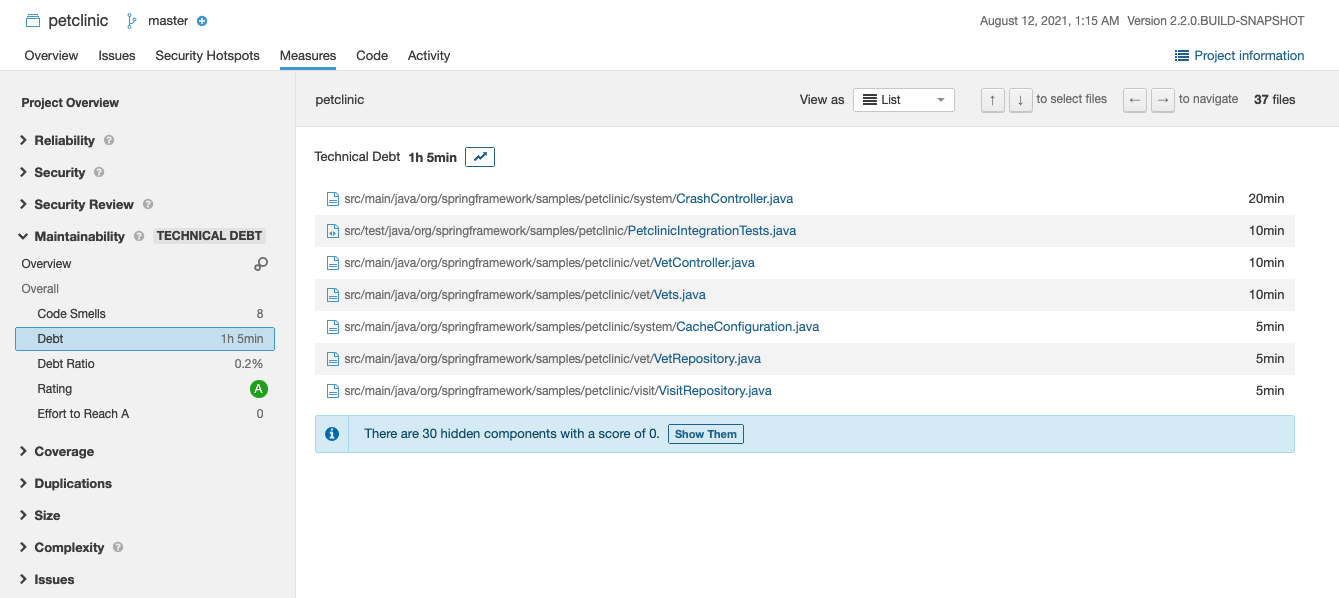 petclinic master
August 12, 2021, 1:15 AM Version 2.2.0.BUILD-SNAPSHOT
Overview Issues Security Hotspots Measures Code Activity
Project information
Project Overview
Reliability ?
Security ?
Security Review ?
Maintainability ? TECHNICAL DEBT
Overview
Overall
Code Smells 8
Debt 1h 5min
Debt Ratio 0.2%
Rating A
Effort to Reach A 0
Coverage
Duplications
Size
Complexity ?
Issues
petclinic
View as List ↑ ↓ to select files ← → to navigate 37 files
Technical Debt 1h 5min
src/main/java/org/springframework/samples/petclinic/system/CrashController.java 20min
src/test/java/org/springframework/samples/petclinic/PetclinicIntegrationTests.java 10min
src/main/java/org/springframework/samples/petclinic/vet/VetController.java 10min
src/main/java/org/springframework/samples/petclinic/vet/Vets.java 10min
src/main/java/org/springframework/samples/petclinic/system/CacheConfiguration.java 5min
src/main/java/org/springframework/samples/petclinic/vet/VetRepository.java 5min
src/main/java/org/springframework/samples/petclinic/visit/VisitRepository.java 5min
There are 30 hidden components with a score of 0. Show Them